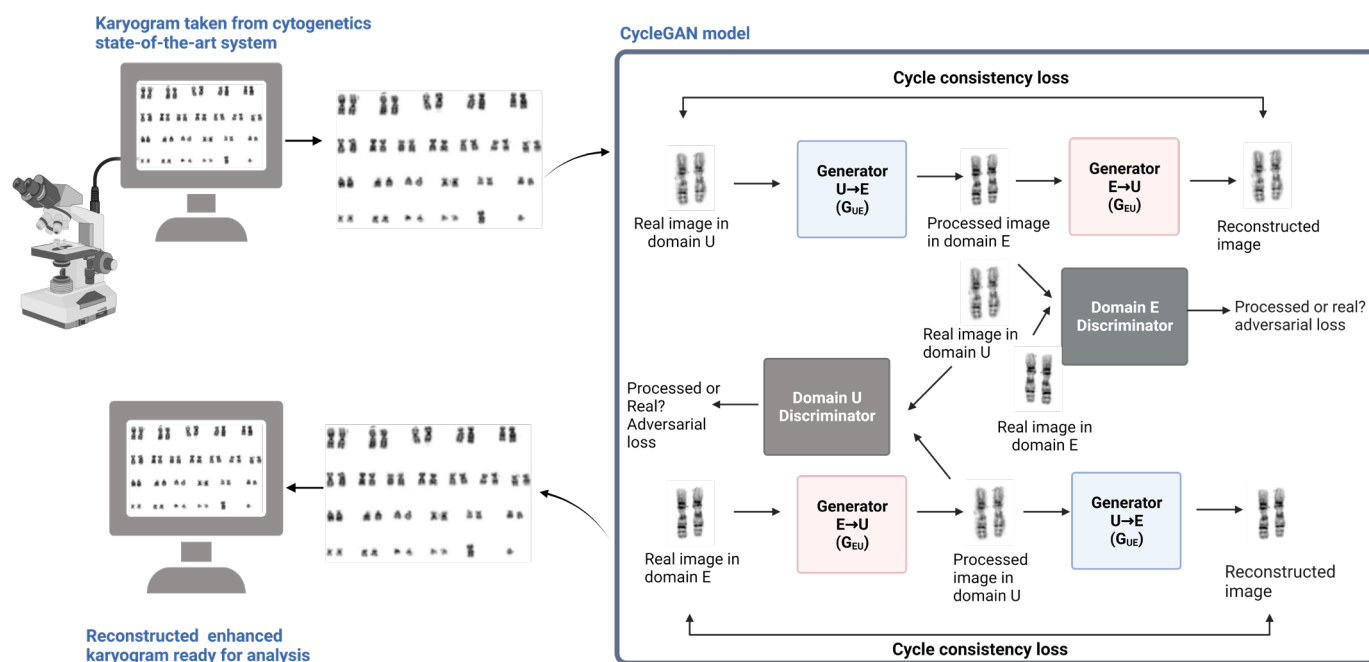 Karyogram taken from cytogenetics
state-of-the-art system
CycleGAN model
Cycle consistency loss
Generator
U→E
(GUE)
Generator
E→U
(GEU)
Real image in
domain U
Processed image
in domain E
Reconstructed
image
Real image in
domain U
Domain E
Discriminator
Processed or real?
adversarial loss
Real image in
domain E
Processed or
Real?
Adversarial
loss
Domain U
Discriminator
Generator
E→U
(GEU)
Generator
U→E
(GUE)
Real image in
domain E
Processed
image in
domain U
Reconstructed
image
Cycle consistency loss
Reconstructed enhanced
karyogram ready for analysis